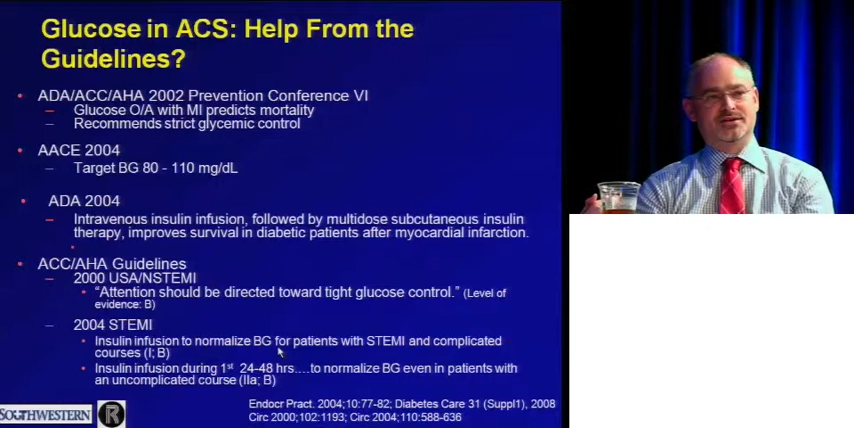 Glucose in ACS: Help From the
Guidelines?
• ADA/ACC/AHA 2002 Prevention Conference VI
– Glucose O/A with MI predicts mortality
– Recommends strict glycemic control
• AACE 2004
– Target BG 80 - 110 mg/dL
• ADA 2004
– Intravenous insulin infusion, followed by multidose subcutaneous insulin
therapy, improves survival in diabetic patients after myocardial infarction.
•
• ACC/AHA Guidelines
– 2000 USA/NSTEMI
• “Attention should be directed toward tight glucose control.” (Level of
evidence: B)
– 2004 STEMI
• Insulin infusion to normalize BG for patients with STEMI and complicated
courses (I; B)
• Insulin infusion during 1st 24-48 hrs….to normalize BG even in patients with
an uncomplicated course (IIa; B)
Endocr Pract. 2004;10:77-82; Diabetes Care 31 (Suppl1), 2008
Circ 2000;102:1193; Circ 2004;110:588-636
SOUTHWESTERN
R